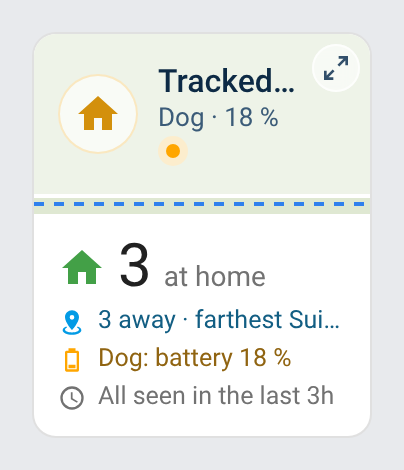 Tracked…
Dog · 18 %
3 at home
3 away · farthest Sui…
Dog: battery 18 %
All seen in the last 3h